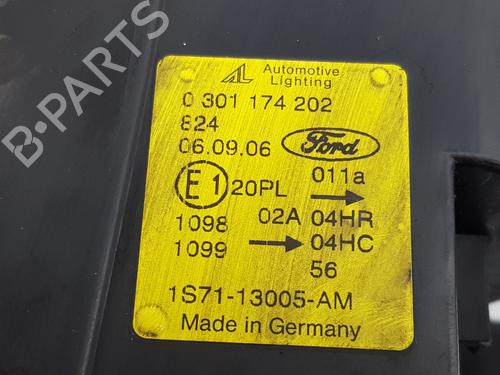 AL Automotive Lighting
0 301 174 202
824
06.09.06 Ford
E1 20PL 011a →
1098 02A 04HR
1099 → 04HC
56
1S71-13005-AM
Made in Germany
B-PARTS